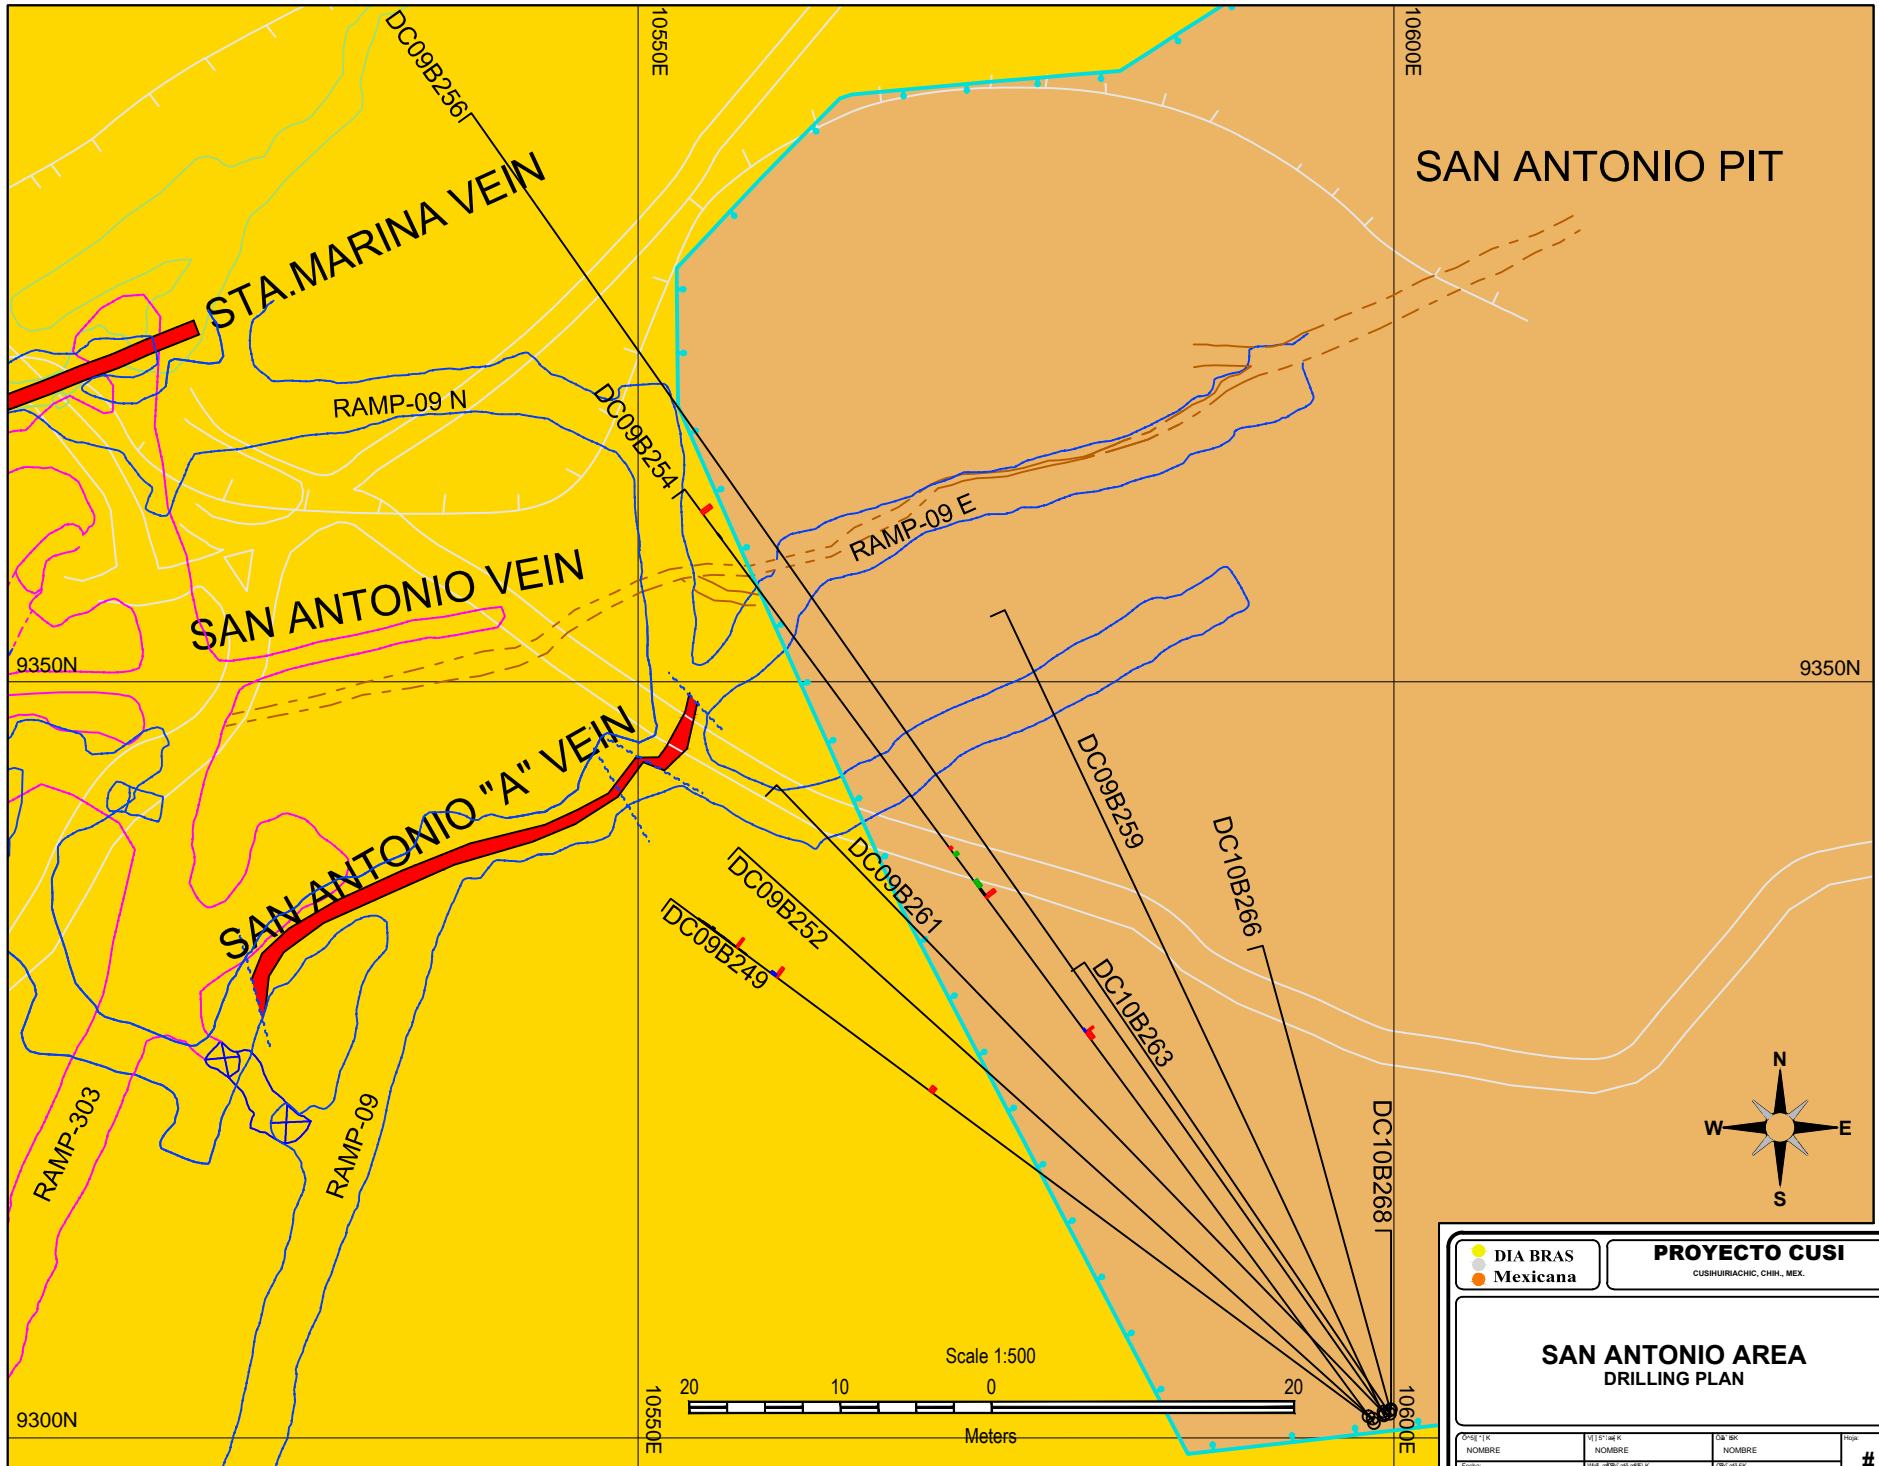 10550E
10600E
DC09B256
SAN ANTONIO PIT
STA.MARINA VEIN
RAMP-09 N
DC09B254
RAMP-09 E
SAN ANTONIO VEIN
9350N
9350N
SAN ANTONIO "A" VEIN
DC09B259
DC10B266
DC09B261
DC09B252
DC09B249
DC10B263
DC10B268
RAMP-303
RAMP-09
N
W
E
S
Scale 1:500
20
10
0
20
Meters
9300N
10550E
10600E
DIA BRAS
Mexicana
PROYECTO CUSI
CUSIHUIRIACHIC, CHIH., MEX.
SAN ANTONIO AREA
DRILLING PLAN
NOMBRE
NOMBRE
NOMBRE
Hoja:
#